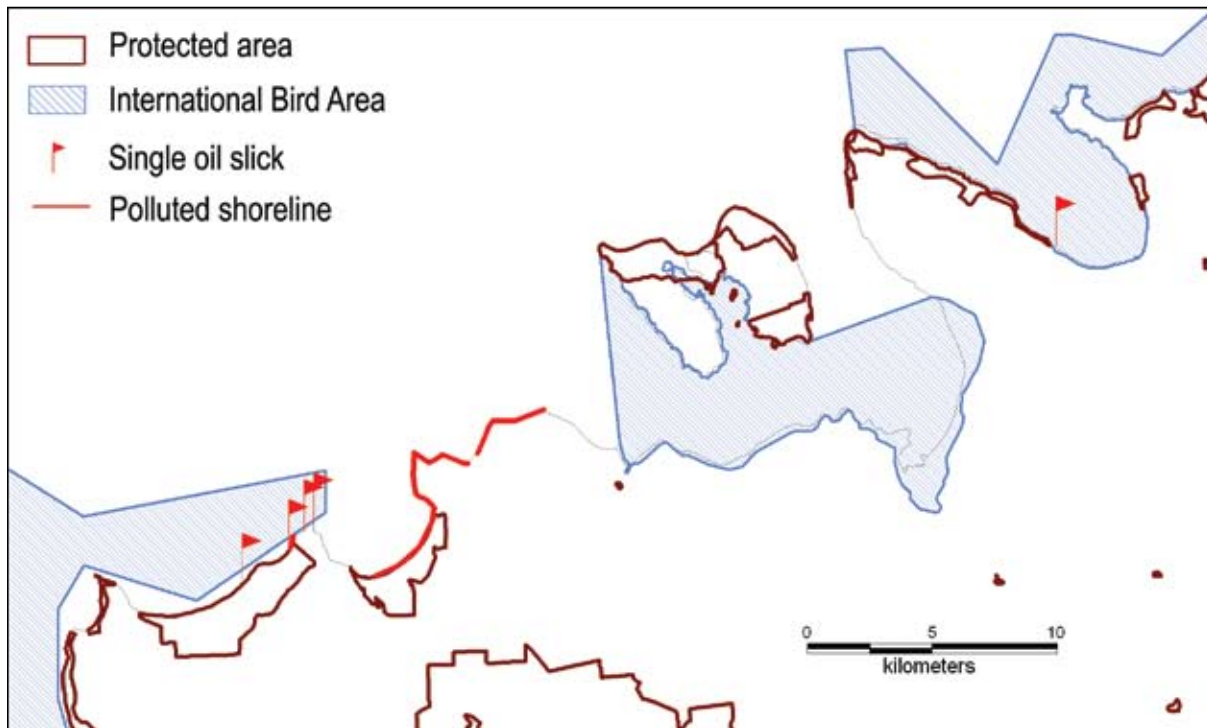 Protected area
International Bird Area
Single oil slick
Polluted shoreline
0 5 10
kilometers